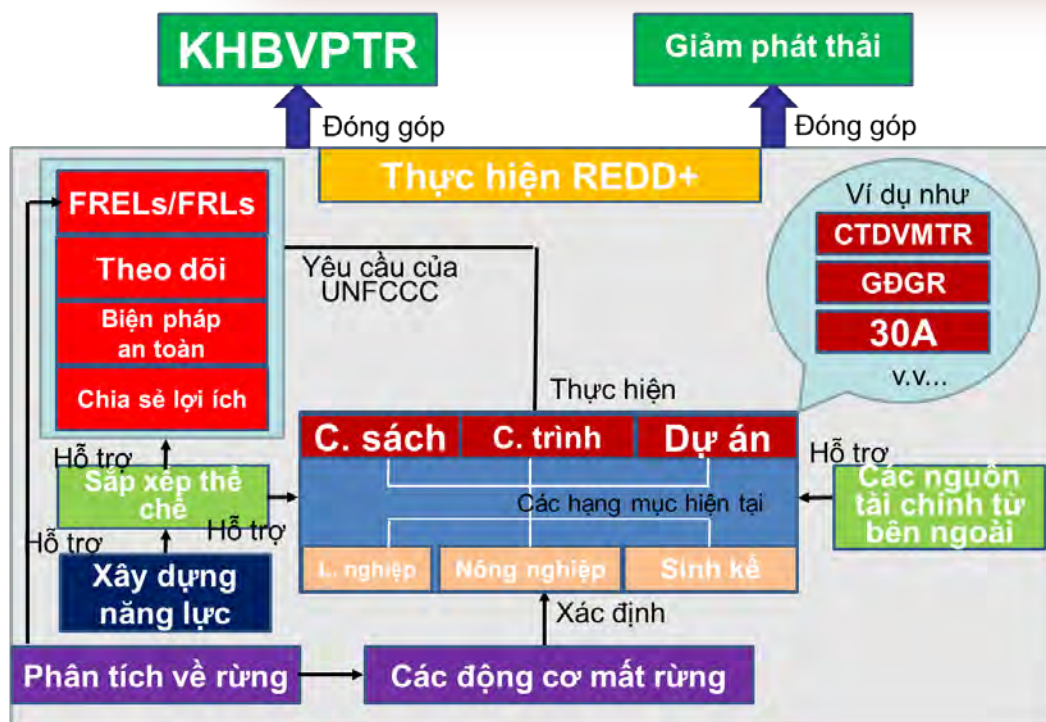 KHBVPTR
Giảm phát thải
Đóng góp
Đóng góp
Thực hiện REDD+
FRELs/FRLs
Theo dõi
Biện pháp
an toàn
Chia sẻ lợi ích
Yêu cầu của
UNFCCC
Ví dụ như
CTDVMTR
GĐGR
30A
v.v...
Thực hiện
C. sách
C. trình
Dự án
Các hạng mục hiện tại
L. nghiệp
Nông nghiệp
Sinh kế
Hỗ trợ
Sắp xếp thể
chế
Hỗ trợ
Hỗ trợ
Xây dựng
năng lực
Hỗ trợ
Các nguồn
tài chính từ
bên ngoài
Xác định
Phân tích về rừng
Các động cơ mất rừng